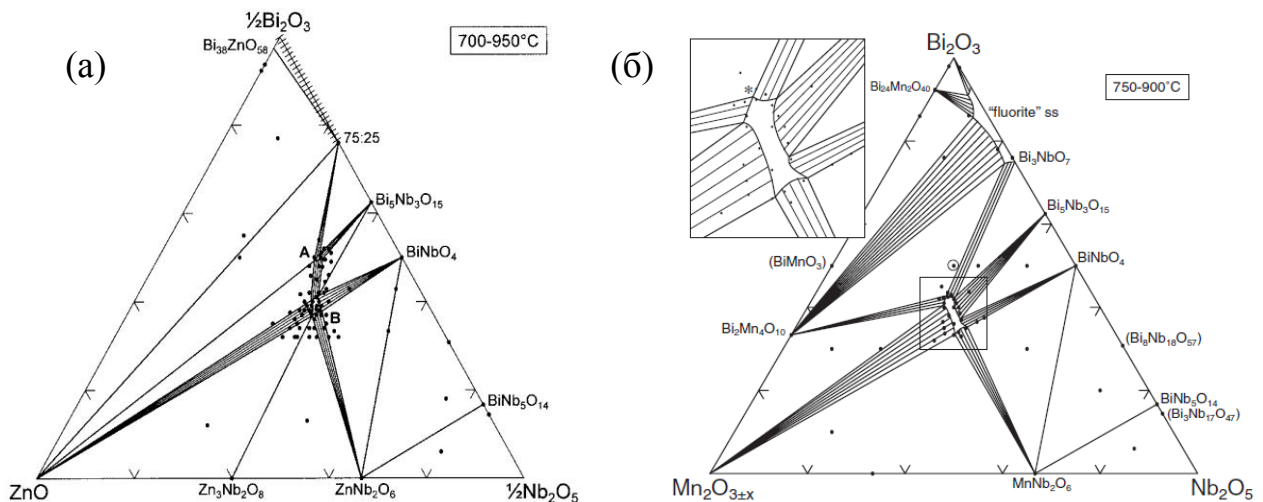 (а)
½Bi₂O₃
700-950°C
Bi₃₈ZnO₅₈
75:25
Bi₅Nb₃O₁₅
A
BiNbO₄
B
BiNb₅O₁₄
ZnO
Zn₃Nb₂O₈
ZnNb₂O₆
½Nb₂O₅
(б)
Bi₂O₃
750-900°C
Bi₂₄Mn₂O₄₀
"fluorite" ss
*
Bi₃NbO₇
Bi₅Nb₃O₁₅
(BiMnO₃)
BiNbO₄
Bi₂Mn₄O₁₀
(Bi₈Nb₁₈O₅₇)
BiNb₅O₁₄
(Bi₃Nb₁₇O₄₇)
Mn₂O₃±ₓ
MnNb₂O₆
Nb₂O₅